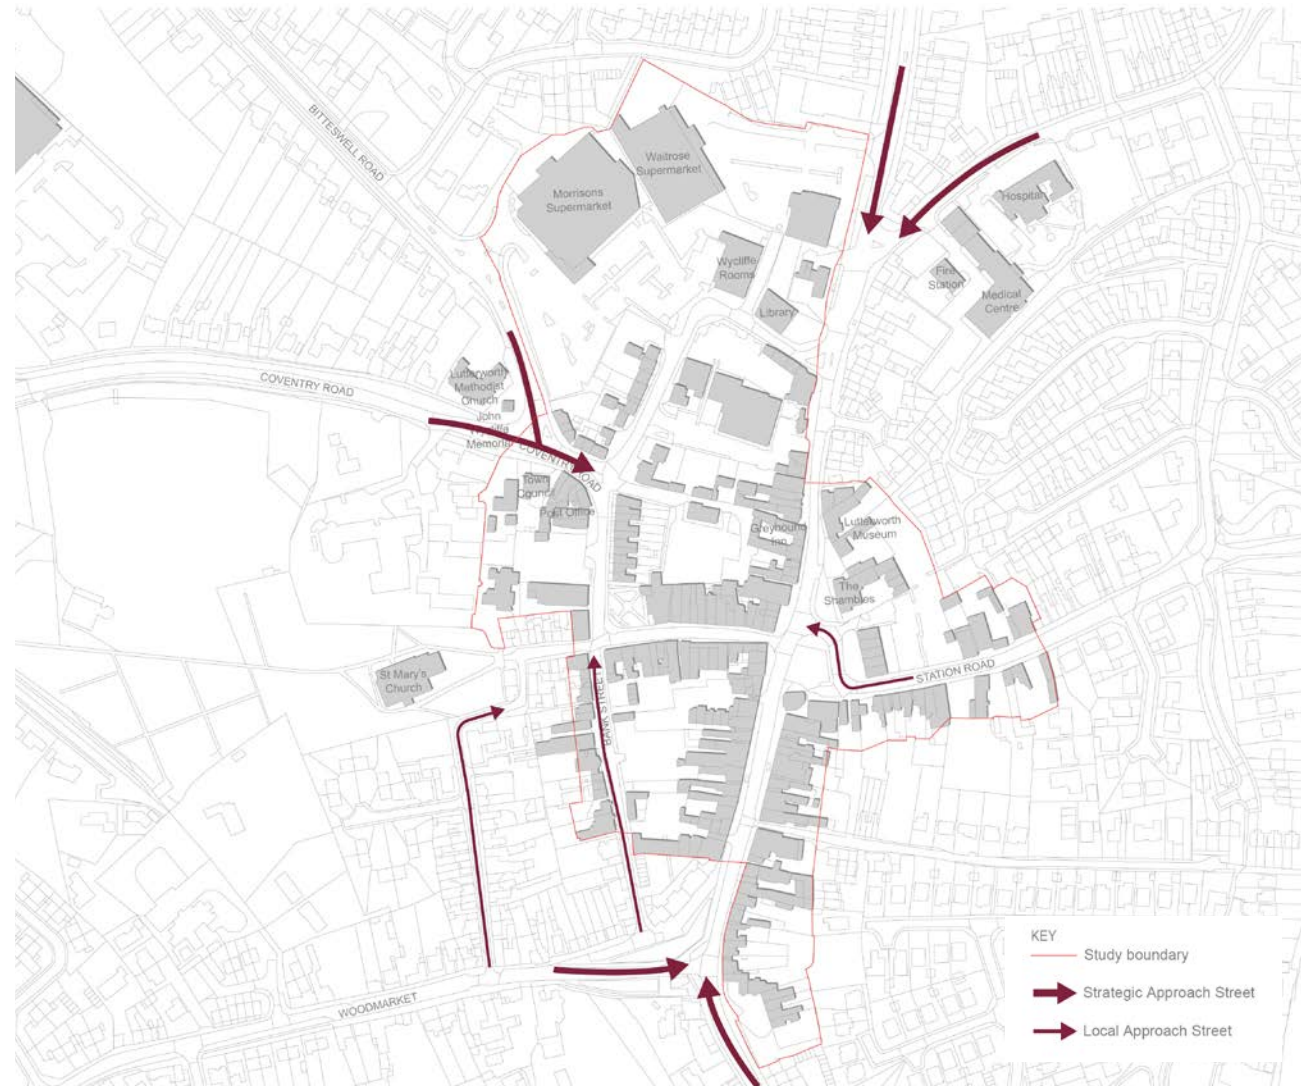 BITTESWELL ROAD
Waitrose
Supermarket
Morrisons
Supermarket
Hospital
Wycliffe
Rooms
Fire
Station
Medical
Centre
Library
COVENTRY ROAD
Lutterworth
Methodist
Church
John
Wycliffe
Memorial
COVENTRY ROAD
Town
Council
Post Office
Greyhound
Inn
Lutterworth
Museum
The
Shambles
St Mary's
Church
STATION ROAD
BANK STREET
WOODMARKET
KEY
Study boundary
Strategic Approach Street
Local Approach Street